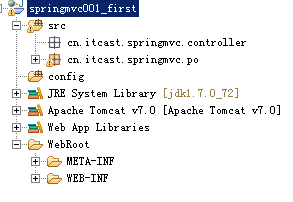 springmvc001_first
src
cn.itcast.springmvc.controller
cn.itcast.springmvc.po
config
JRE System Library [jdk1.7.0_72]
Apache Tomcat v7.0 [Apache Tomcat v7.0]
Web App Libraries
WebRoot
META-INF
WEB-INF